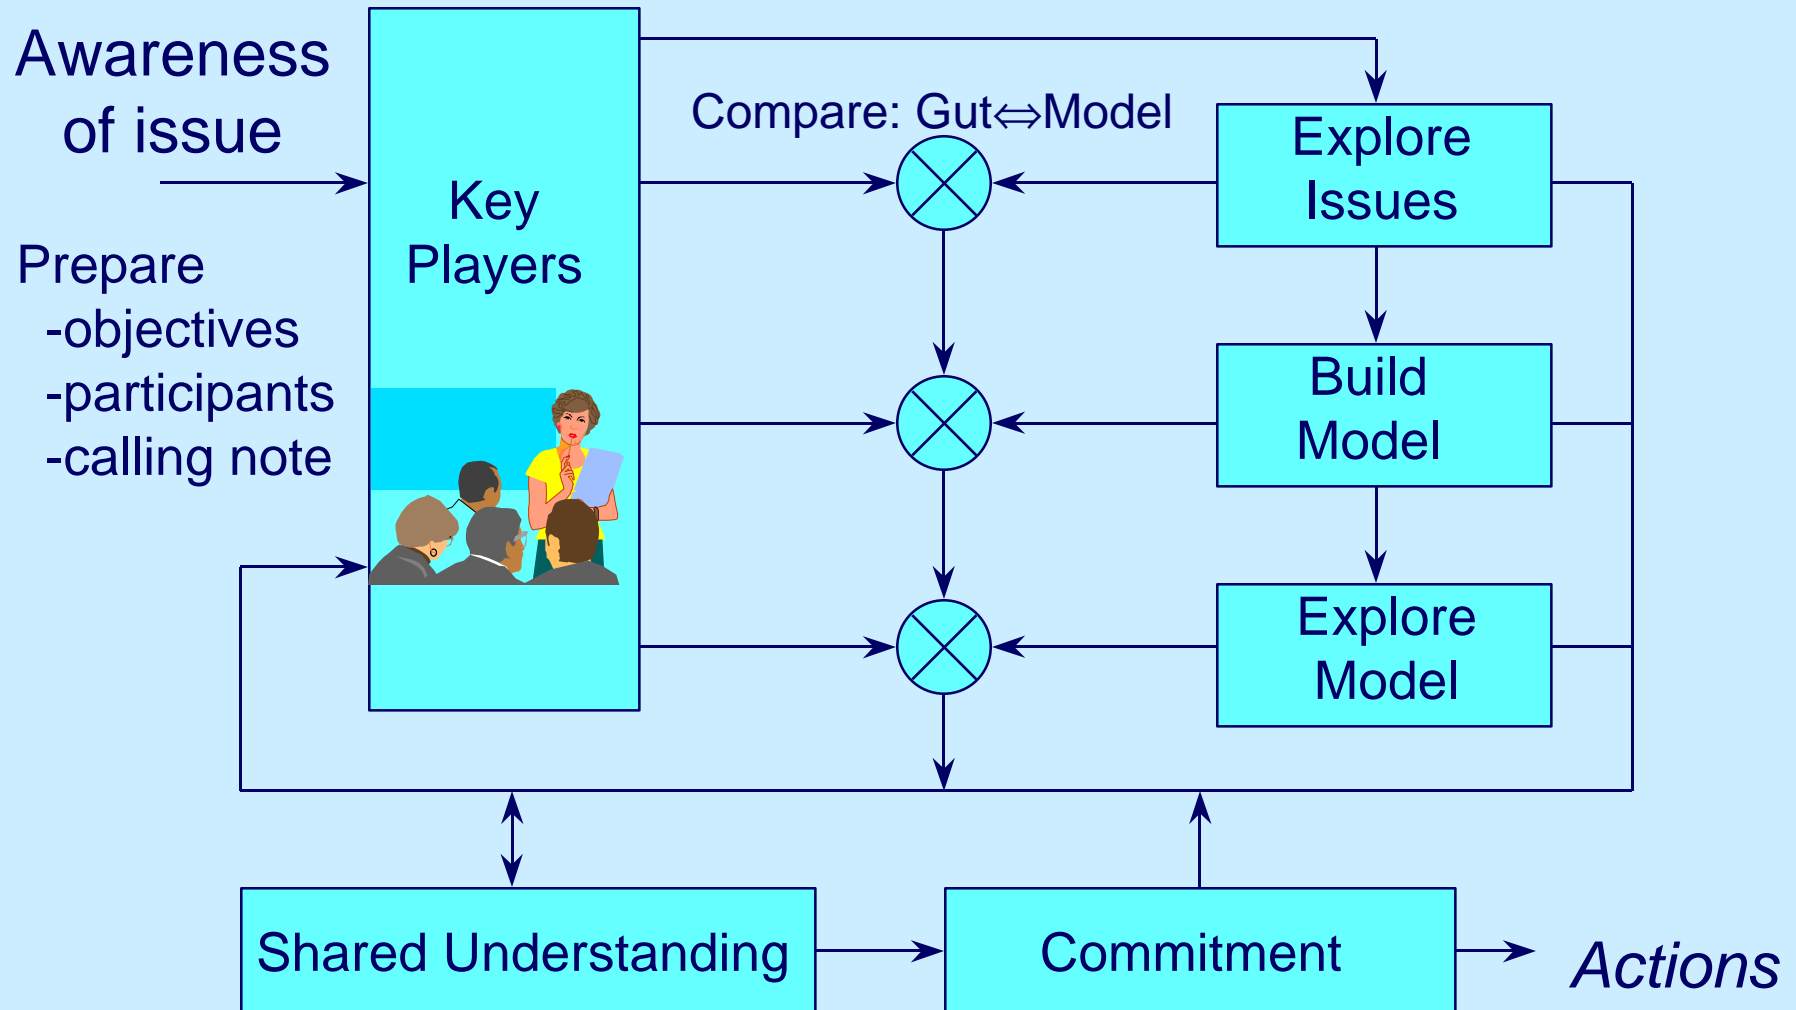 Awareness
of issue
Prepare
-objectives
-participants
-calling note
Key
Players
Compare: Gut⇔Model
Explore
Issues
Build
Model
Explore
Model
Shared Understanding
Commitment
Actions